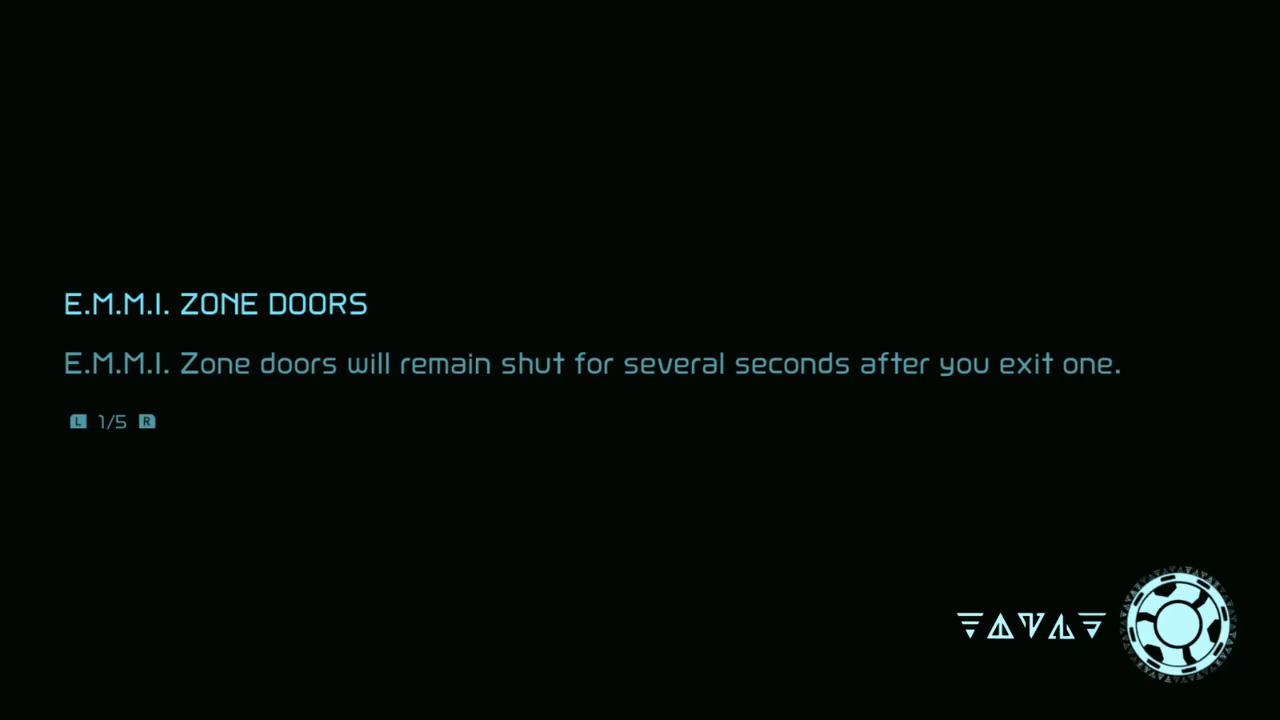 E.M.M.I. ZONE DOORS
E.M.M.I. Zone doors will remain shut for several seconds after you exit one.
L 1/5 R